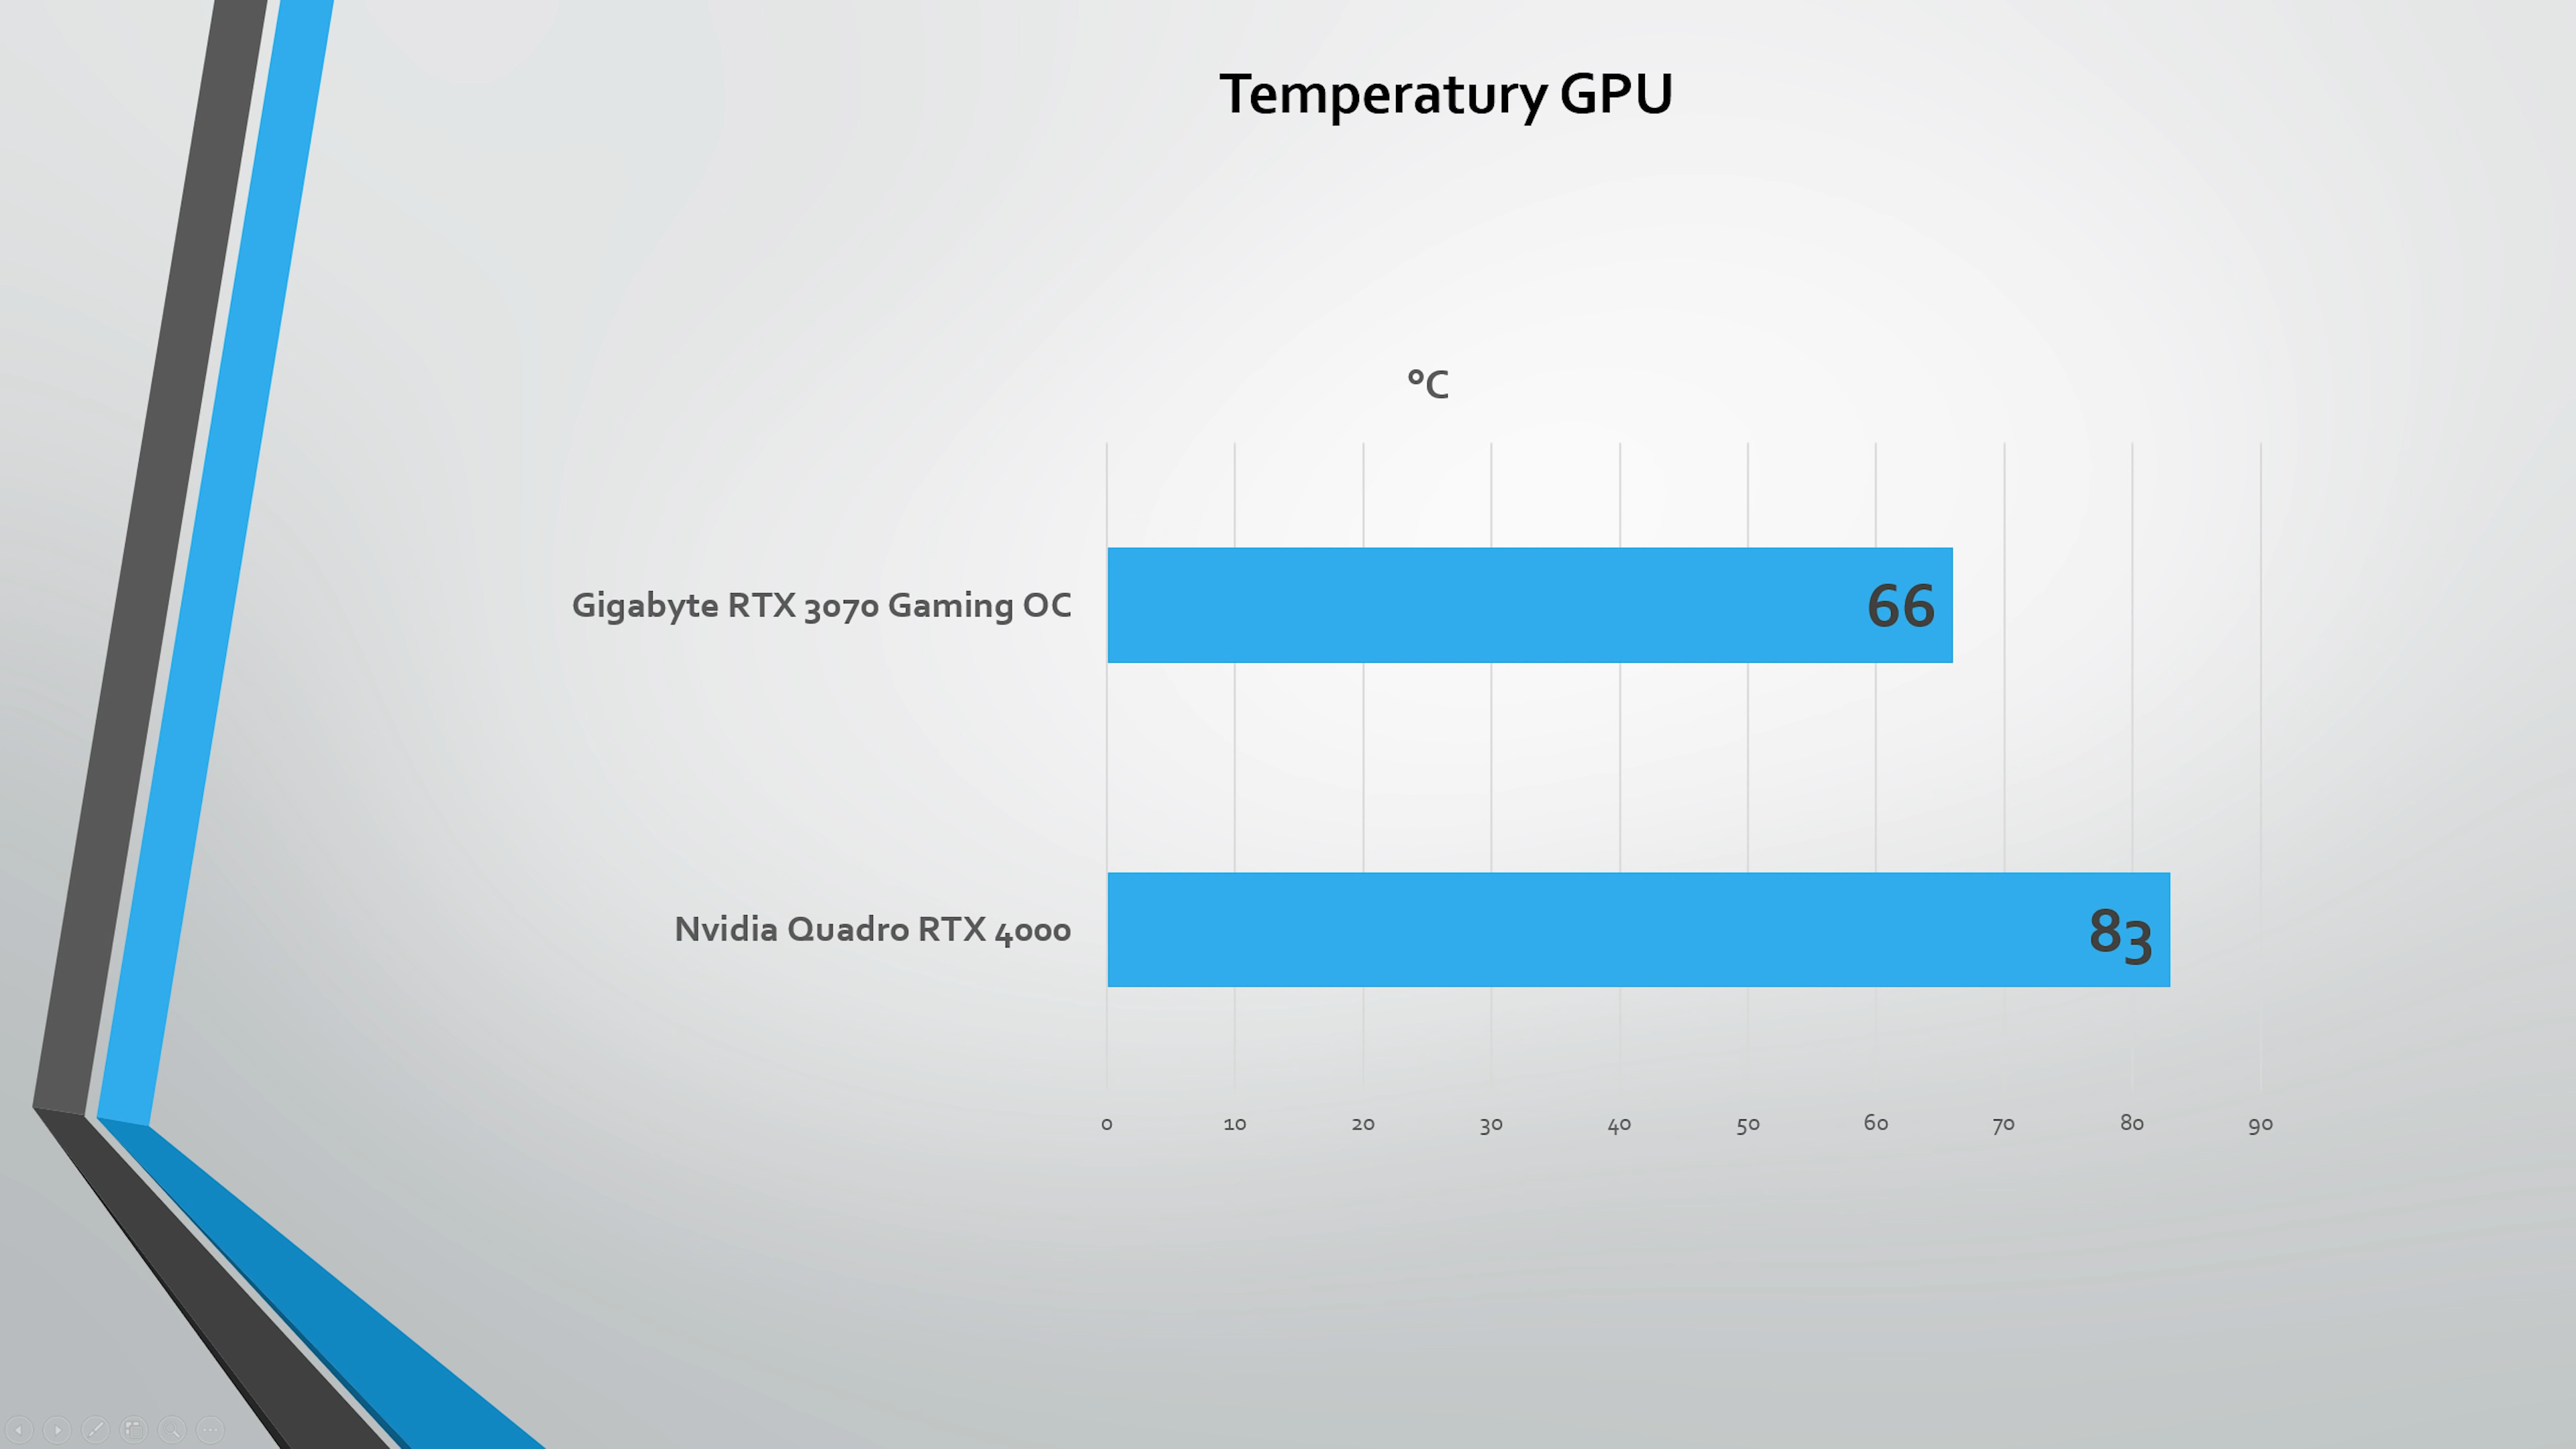 Temperatury GPU
°C
Gigabyte RTX 3070 Gaming OC
66
Nvidia Quadro RTX 4000
83
0 10 20 30 40 50 60 70 80 90